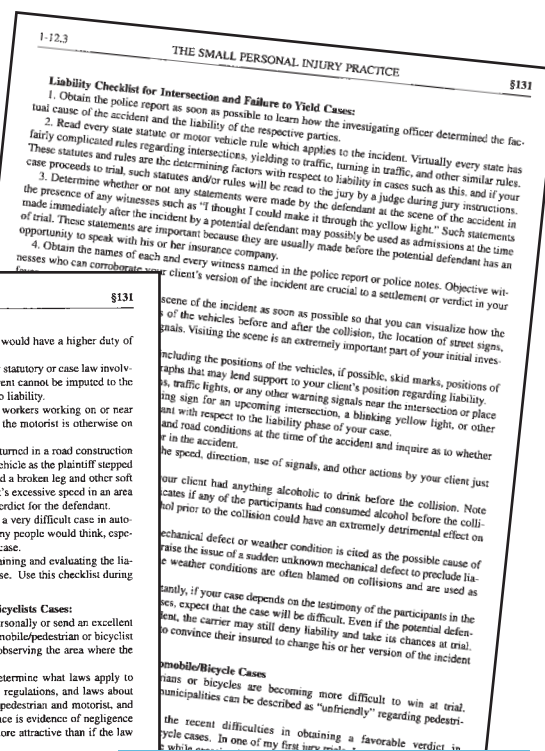 1-12.3
THE SMALL PERSONAL INJURY PRACTICE
§131
Liability Checklist for Intersection and Failure to Yield Cases:
1. Obtain the police report as soon as possible to learn how the investigating officer determined the fac-
tual cause of the accident and the liability of the respective parties.
2. Read every state statute or motor vehicle rule which applies to the incident. Virtually every state has
fairly complicated rules regarding intersections, yielding to traffic, turning in traffic, and other similar rules.
These statutes and rules are the determining factors with respect to liability in cases such as this, and if your
case proceeds to trial, such statutes and/or rules will be read to the jury by a judge during jury instructions.
3. Determine whether or not any statements were made by the defendant at the scene of the accident in
the presence of any witnesses such as "I thought I could make it through the yellow light." Such statements
made immediately after the incident by a potential defendant may possibly be used as admissions at the time
of trial. These statements are important because they are usually made before the potential defendant has an
opportunity to speak with his or her insurance company.
4. Obtain the names of each and every witness named in the police report or police notes. Objective wit-
nesses who can corroborate your client's version of the incident are crucial to a settlement or verdict in your
scene of the incident as soon as possible so that you can visualize how the
of the vehicles before and after the collision, the location of street signs,
gnals. Visiting the scene is an extremely important part of your initial inves-
ncluding the positions of the vehicles, if possible, skid marks, positions of
raphs that may lend support to your client's position regarding liability.
s, traffic lights, or any other warning signals near the intersection or place
ing sign for an upcoming intersection, a blinking yellow light, or other
ant with respect to the liability phase of your case.
and road conditions at the time of the accident and inquire as to whether
r in the accident.
he speed, direction, use of signals, and other actions by your client just
our client had anything alcoholic to drink before the collision. Note
cates if any of the participants had consumed alcohol before the colli-
hol prior to the collision could have an extremely detrimental effect on
echanical defect or weather condition is cited as the possible cause of
raise the issue of a sudden unknown mechanical defect to preclude lia-
e weather conditions are often blamed on collisions and are used as
tantly, if your case depends on the testimony of the participants in the
ses, expect that the case will be difficult. Even if the potential defen-
dent, the carrier may still deny liability and take its chances at trial.
to convince their insured to change his or her version of the incident
omobile/Bicycle Cases
rians or bicycles are becoming more difficult to win at trial.
unicipalities can be described as "unfriendly" regarding pedestri-
the recent difficulties in obtaining a favorable verdict in
ycle cases. In one of my first jury
§131
would have a higher duty of
statutory or case law involv-
ent cannot be imputed to the
o liability.
workers working on or near
the motorist is otherwise on
turned in a road construction
ehicle as the plaintiff stepped
d a broken leg and other soft
t's excessive speed in an area
erdict for the defendant.
a very difficult case in auto-
ny people would think, espe-
case.
ining and evaluating the lia-
se. Use this checklist during
icyclists Cases:
rsonally or send an excellent
mobile/pedestrian or bicyclist
observing the area where the
etermine what laws apply to
regulations, and laws about
pedestrian and motorist, and
nce is evidence of negligence
ore attractive if the law